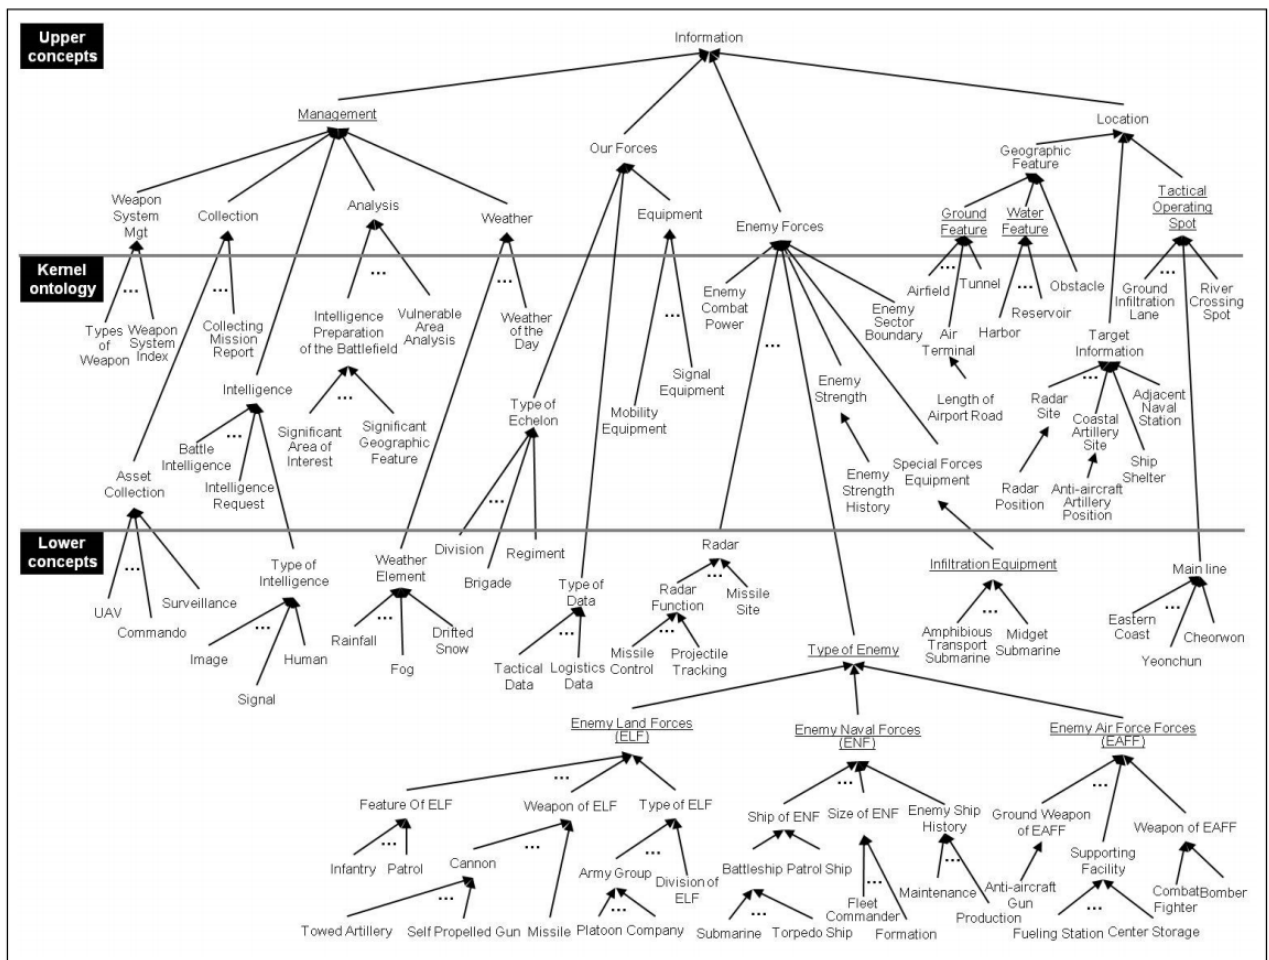 Upper
concepts
Information
Management
Location
Our Forces
Geographic
Feature
Weapon
System
Mgt
Collection
Analysis
Weather
Equipment
Enemy Forces
Ground
Feature
Water
Feature
Tactical
Operating
Spot
Kernel
ontology
Types
of
Weapon
...
Weapon
System
Index
...
Collecting
Mission
Report
...
Intelligence
Preparation
of the Battlefield
Vulnerable
Area
Analysis
...
Weather
of the
Day
...
Mobility
Equipment
Signal
Equipment
Enemy
Combat
Power
...
Enemy
Sector
Boundary
Airfield
...
Tunnel
Air
Terminal
Length of
Airport Road
Harbor
...
Reservoir
Obstacle
Ground
Infiltration
Lane
...
River
Crossing
Spot
Target
Information
Intelligence
Battle
Intelligence
...
Intelligence
Request
Significant
Area of
Interest
...
Significant
Geographic
Feature
Type of
Echelon
Enemy
Strength
Enemy
Strength
History
Special Forces
Equipment
Radar
Site
...
Coastal
Artillery
Site
Adjacent
Naval
Station
Ship
Shelter
Radar
Position
Anti-aircraft
Artillery
Position
Asset
Collection
...
Lower
concepts
...
UAV
Commando
Surveillance
Type of
Intelligence
Image
...
Signal
Human
Weather
Element
Rainfall
...
Fog
Drifted
Snow
Division
Brigade
Regiment
Type of
Data
...
Tactical
Data
Logistics
Data
Radar
...
Radar
Function
Missile
Site
...
Missile
Control
Projectile
Tracking
Infiltration Equipment
...
Amphibious
Transport
Submarine
Midget
Submarine
Main line
...
Eastern
Coast
Yeonchun
Cheorwon
Type of Enemy
Enemy Land Forces
(ELF)
Enemy Naval Forces
(ENF)
Enemy Air Force Forces
(EAFF)
...
Feature Of ELF
Weapon of ELF
Type of ELF
...
Ship of ENF
Size of ENF
Enemy Ship
History
...
Ground Weapon
of EAFF
Supporting
Facility
Weapon of EAFF
...
Infantry
Patrol
Cannon
...
Army Group
...
Division of
ELF
Battleship
Patrol Ship
...
Fleet
Commander
Formation
Maintenance
...
Production
Anti-aircraft
Gun
Combat
Fighter
Bomber
Towed Artillery
...
Self Propelled Gun
Missile
Platoon
...
Company
Submarine
...
Torpedo Ship
Fueling Station
...
Center Storage